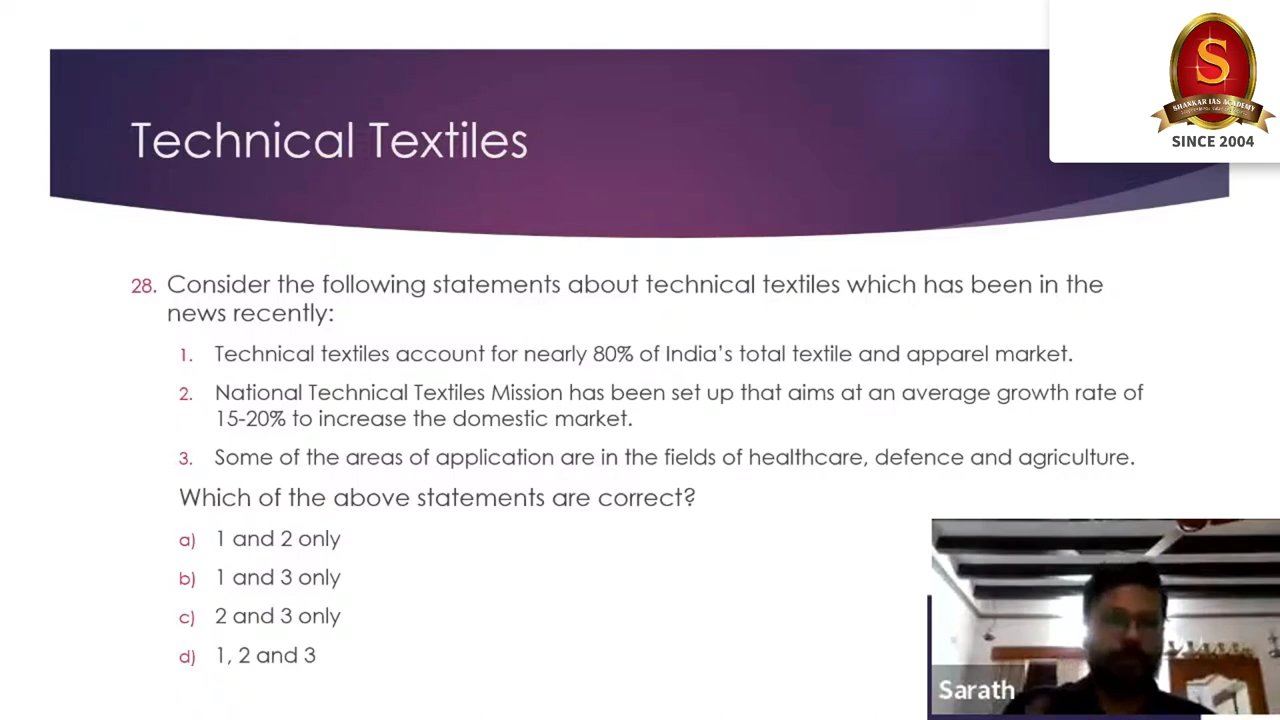 S
SHANKAR IAS ACADEMY
SINCE 2004
Technical Textiles
28. Consider the following statements about technical textiles which has been in the
news recently:
1. Technical textiles account for nearly 80% of India's total textile and apparel market.
2. National Technical Textiles Mission has been set up that aims at an average growth rate of
15-20% to increase the domestic market.
3. Some of the areas of application are in the fields of healthcare, defence and agriculture.
Which of the above statements are correct?
a) 1 and 2 only
b) 1 and 3 only
c) 2 and 3 only
d) 1, 2 and 3
Sarath